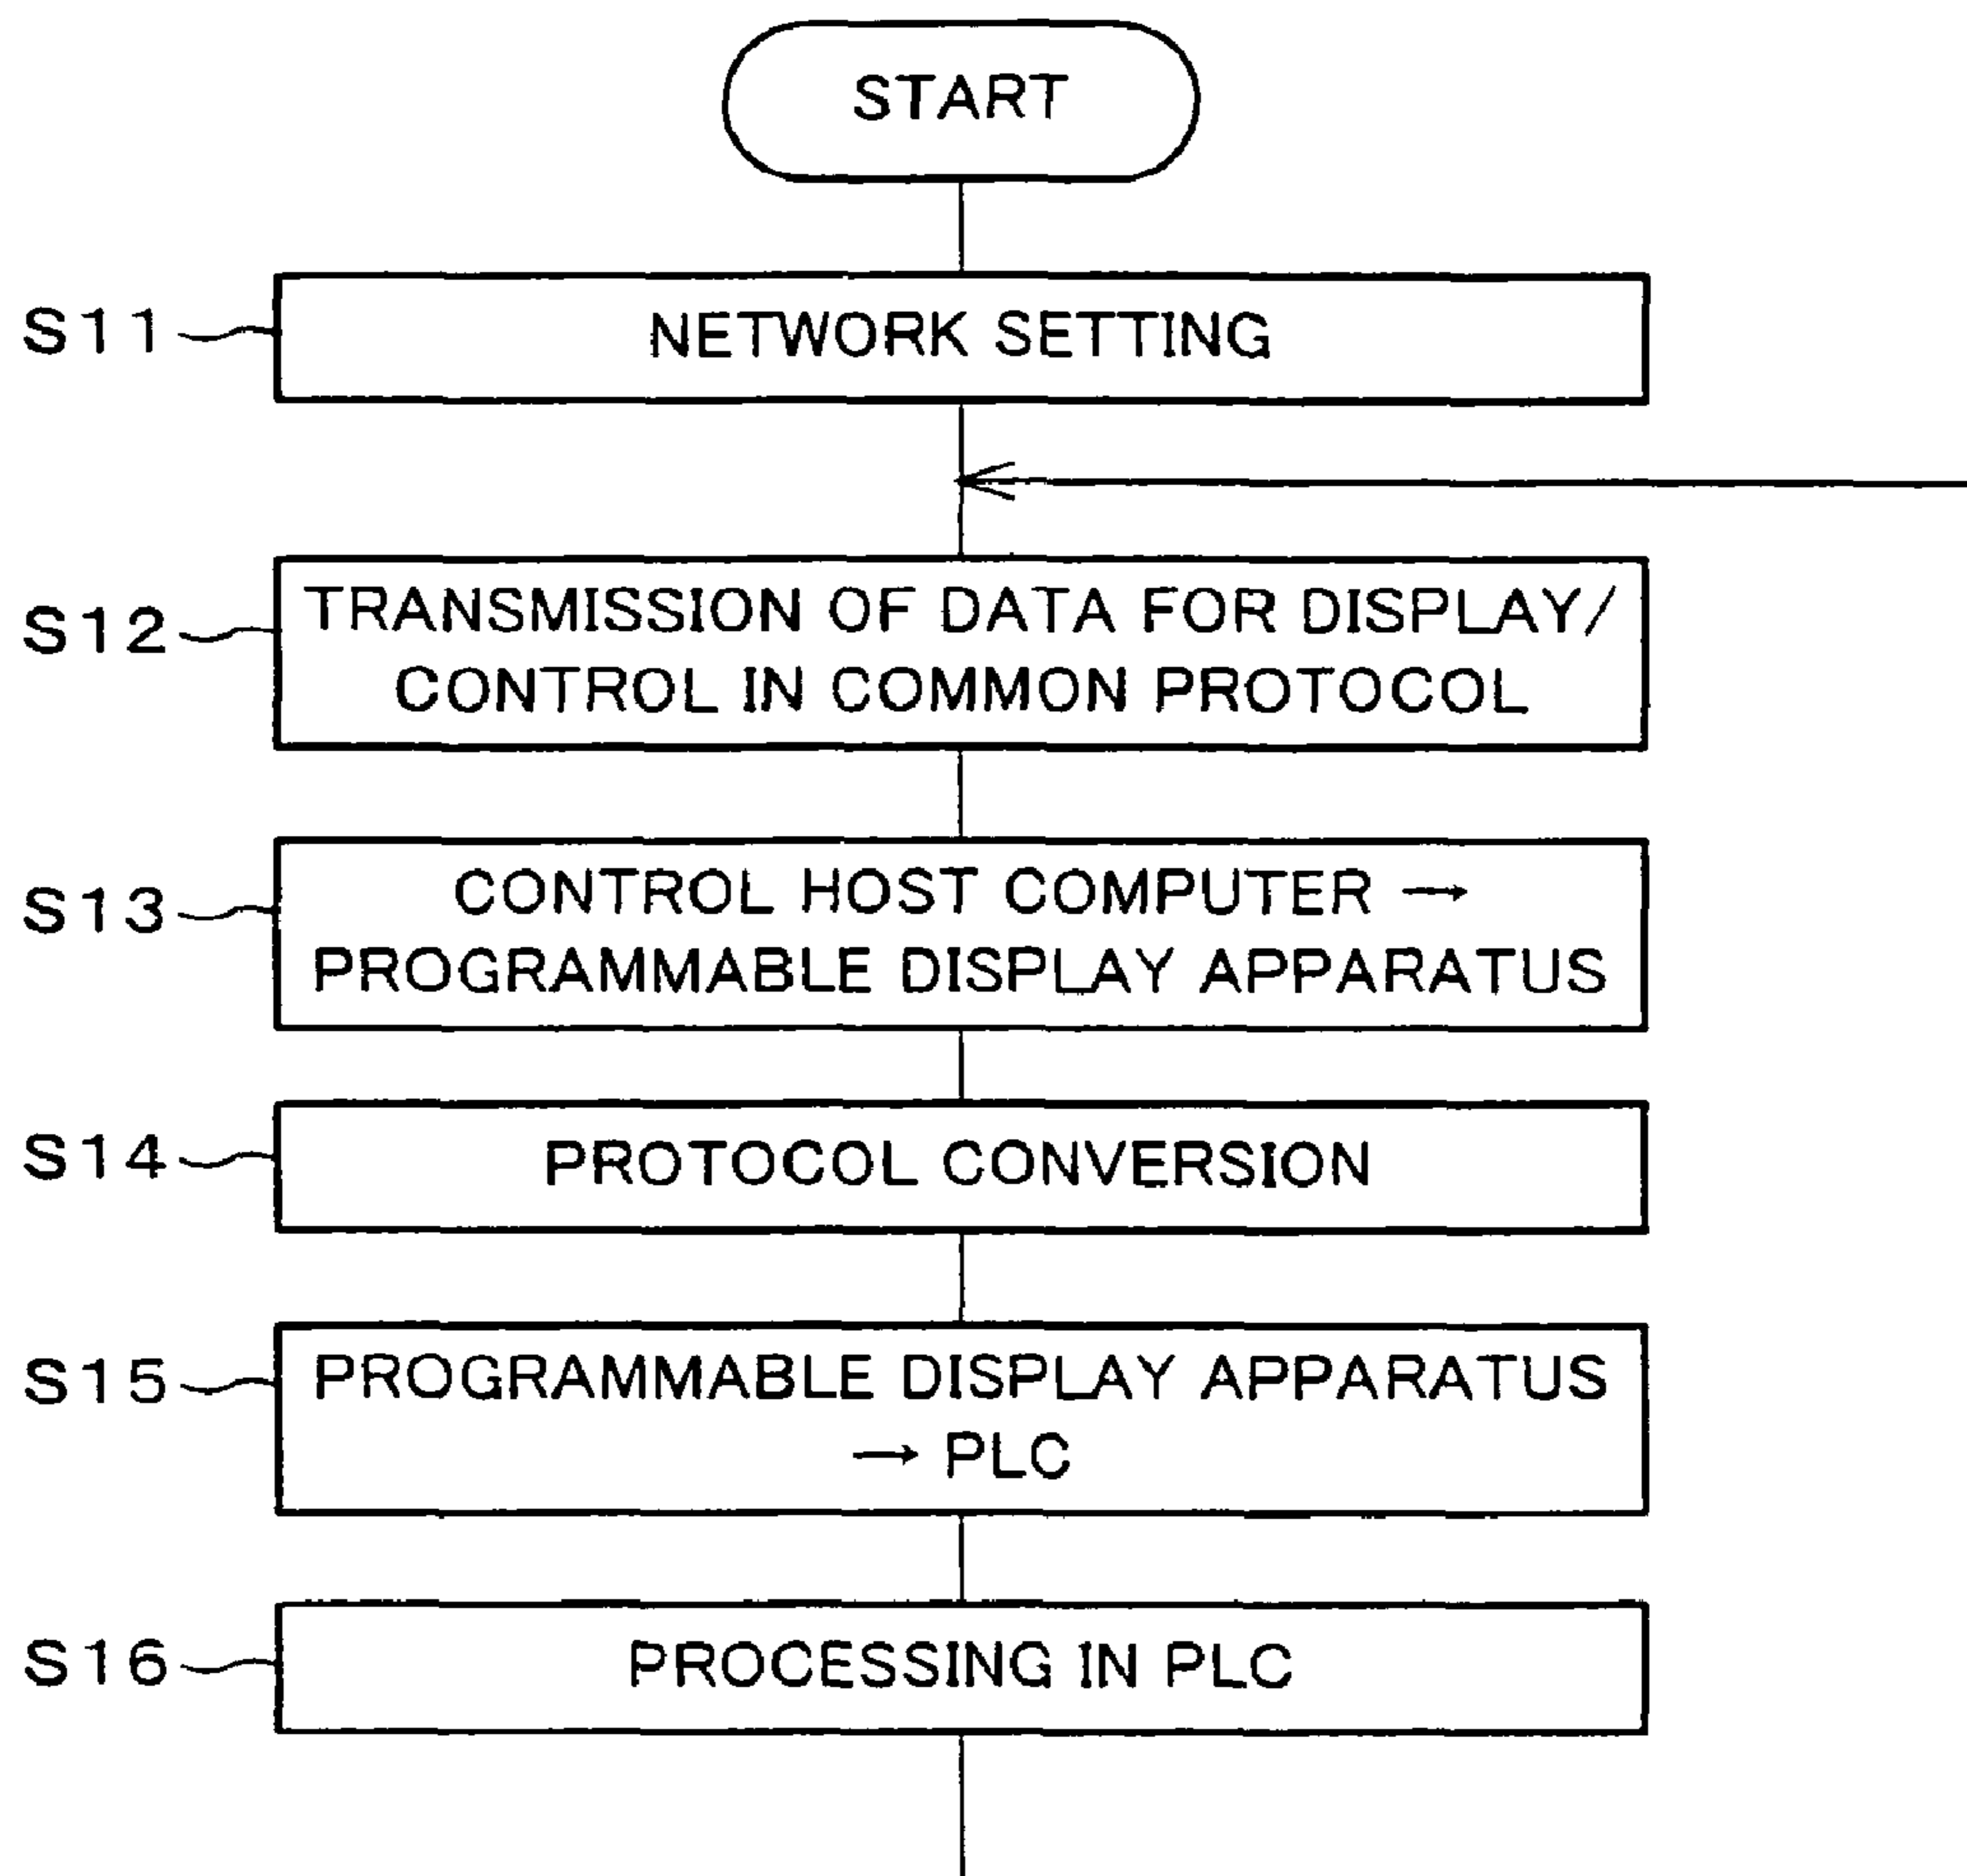 START
S11
NETWORK SETTING
S12
TRANSMISSION OF DATA FOR DISPLAY/
CONTROL IN COMMON PROTOCOL
S13
CONTROL HOST COMPUTER →
PROGRAMMABLE DISPLAY APPARATUS
S14
PROTOCOL CONVERSION
S15
PROGRAMMABLE DISPLAY APPARATUS
→ PLC
S16
PROCESSING IN PLC